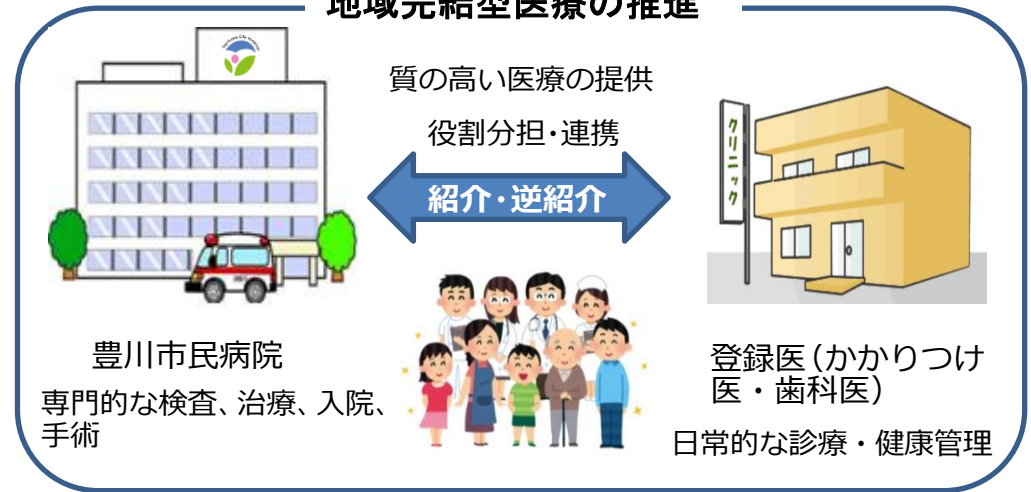 地域完結型医療の推進
質の高い医療の提供
役割分担・連携
紹介・逆紹介
クリニック
豊川市民病院
専門的な検査、治療、入院、
手術
登録医（かかりつけ
医・歯科医）
日常的な診療・健康管理